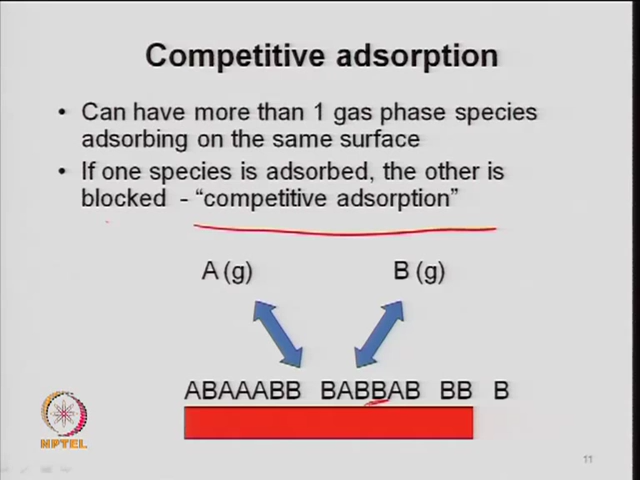 Competitive adsorption
• Can have more than 1 gas phase species
adsorbing on the same surface
• If one species is adsorbed, the other is
blocked - “competitive adsorption”
A (g) B (g)
ABAAABB BABBAB BB B
NPTEL
11